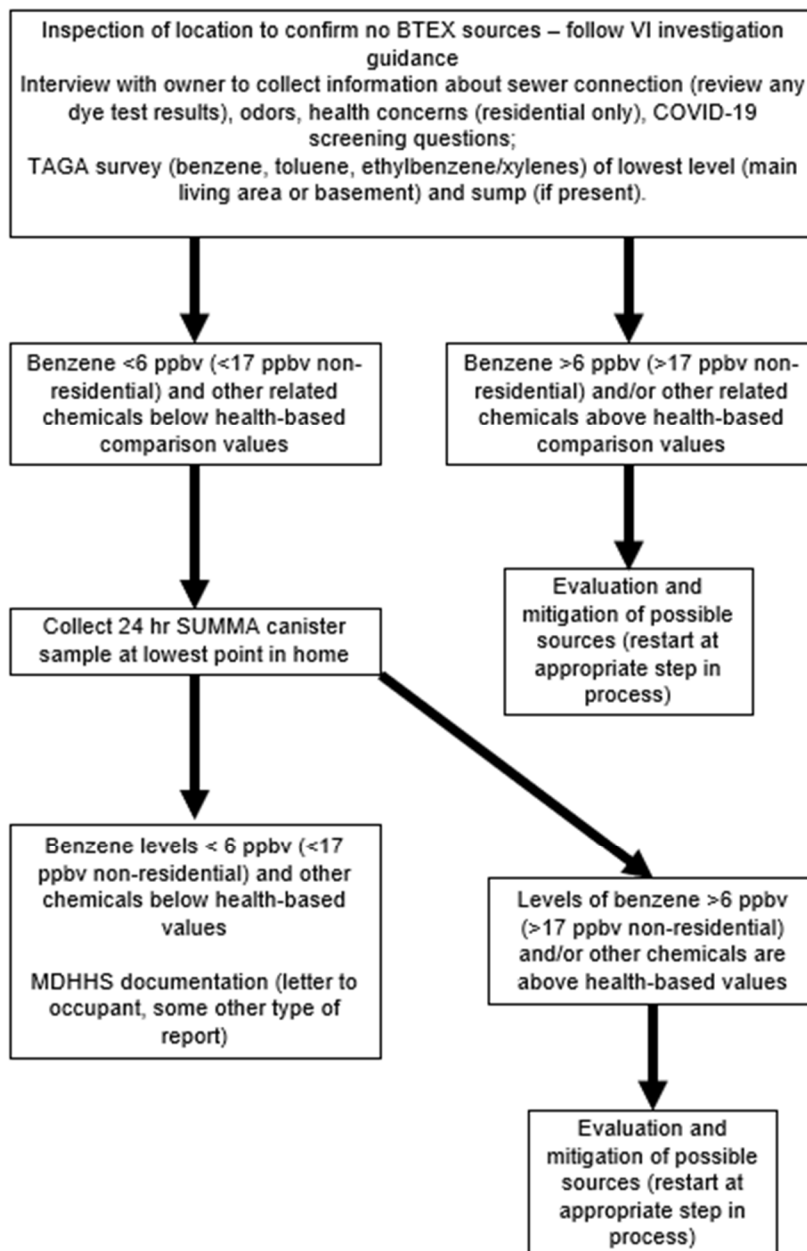 Inspection of location to confirm no BTEX sources – follow VI investigation
guidance
Interview with owner to collect information about sewer connection (review any
dye test results), odors, health concerns (residential only), COVID-19
screening questions;
TAGA survey (benzene, toluene, ethylbenzene/xylenes) of lowest level (main
living area or basement) and sump (if present).
Benzene <6 ppbv (<17 ppbv non-
residential) and other related
chemicals below health-based
comparison values
Benzene >6 ppbv (>17 ppbv non-
residential) and/or other related
chemicals above health-based
comparison values
Collect 24 hr SUMMA canister
sample at lowest point in home
Evaluation and
mitigation of possible
sources (restart at
appropriate step in
process)
Benzene levels < 6 ppbv (<17
ppbv non-residential) and other
chemicals below health-based
values
MDHHS documentation (letter to
occupant, some other type of
report)
Levels of benzene >6 ppbv
(>17 ppbv non-residential)
and/or other chemicals are
above health-based values
Evaluation and
mitigation of possible
sources (restart at
appropriate step in
process)